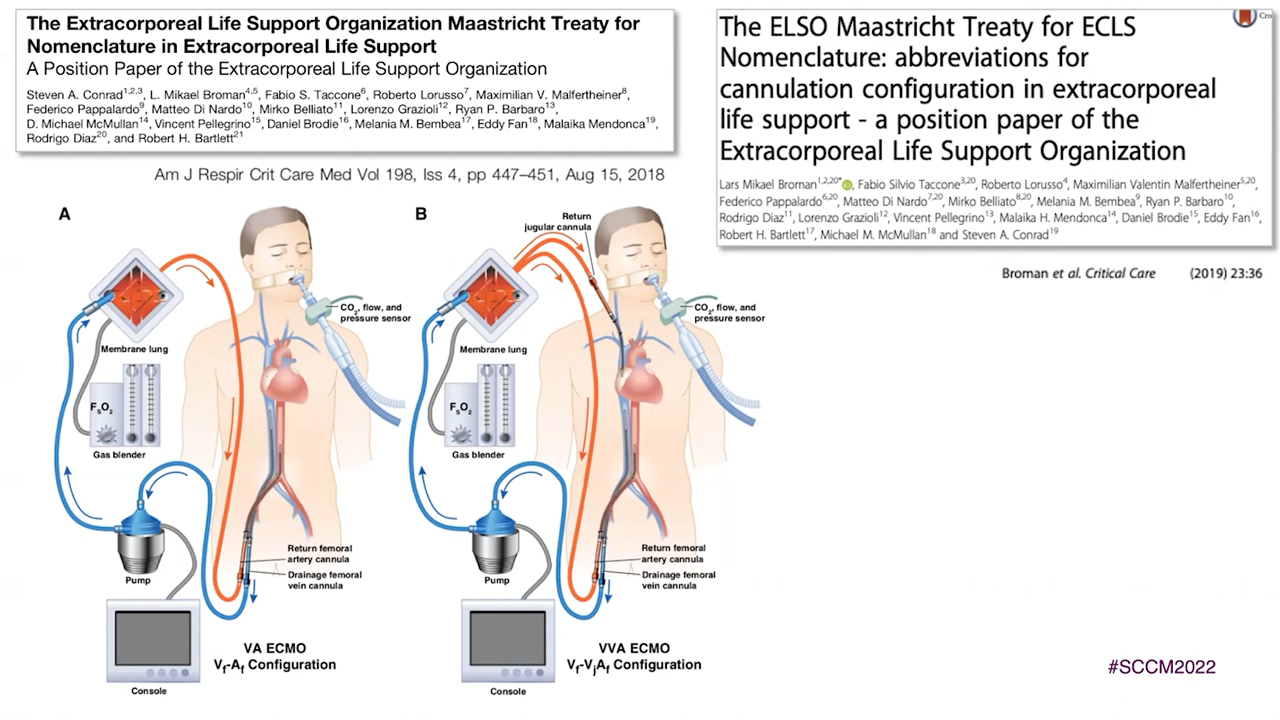 The Extracorporeal Life Support Organization Maastricht Treaty for
Nomenclature in Extracorporeal Life Support
A Position Paper of the Extracorporeal Life Support Organization
Steven A. Conrad1,2,3, L. Mikael Broman4,5, Fabio S. Taccone6, Roberto Lorusso7, Maximilian V. Malfertheiner8,
Federico Pappalardo9, Matteo Di Nardo10, Mirko Belliato11, Lorenzo Grazioli12, Ryan P. Barbaro13,
D. Michael McMullan14, Vincent Pellegrino15, Daniel Brodie16, Melania M. Bembea17, Eddy Fan18, Malaika Mendonca19,
Rodrigo Diaz20, and Robert H. Bartlett21
Am J Respir Crit Care Med Vol 198, Iss 4, pp 447–451, Aug 15, 2018
Cro
The ELSO Maastricht Treaty for ECLS
Nomenclature: abbreviations for
cannulation configuration in extracorporeal
life support - a position paper of the
Extracorporeal Life Support Organization
Lars Mikael Broman1,2,20*, Fabio Silvio Taccone3,20, Roberto Lorusso4, Maximilian Valentin Malfertheiner5,20,
Federico Pappalardo6,20, Matteo Di Nardo7,20, Mirko Belliato8,20, Melania M. Bembea9, Ryan P. Barbaro10,
Rodrigo Diaz11, Lorenzo Grazioli12, Vincent Pellegrino13, Malaika H. Mendonca14, Daniel Brodie15, Eddy Fan16,
Robert H. Bartlett17, Michael M. McMullan18 and Steven A. Conrad19
Broman et al. Critical Care (2019) 23:36
A
CO2, flow, and
pressure sensor
Membrane lung
FsO2
Gas blender
Pump
Return femoral
artery cannula
Drainage femoral
vein cannula
Console
VA ECMO
Vf-Af Configuration
B
Return
jugular cannula
CO2, flow, and
pressure sensor
Membrane lung
FsO2
Gas blender
Pump
Return femoral
artery cannula
Drainage femoral
vein cannula
Console
VVA ECMO
Vf-VjAf Configuration
#SCCM2022